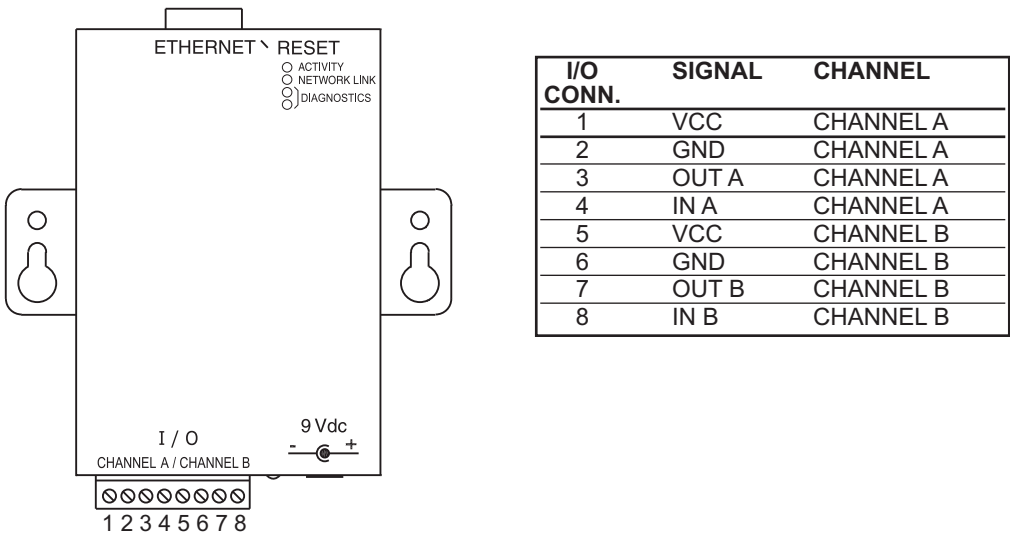 ETHERNET RESET
ACTIVITY
NETWORK LINK
DIAGNOSTICS
I / O
CHANNEL A / CHANNEL B
9 Vdc
- +
1 2 3 4 5 6 7 8
I/O CONN. SIGNAL CHANNEL
1 VCC CHANNEL A
2 GND CHANNEL A
3 OUT A CHANNEL A
4 IN A CHANNEL A
5 VCC CHANNEL B
6 GND CHANNEL B
7 OUT B CHANNEL B
8 IN B CHANNEL B